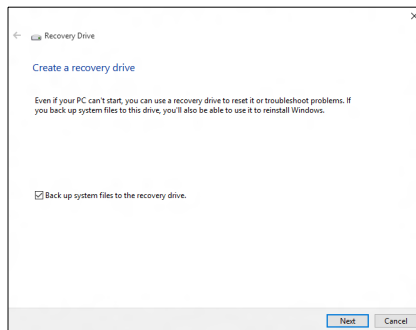 Recovery Drive
Create a recovery drive
Even if your PC can't start, you can use a recovery drive to reset it or troubleshoot problems. If
you back up system files to this drive, you'll also be able to use it to reinstall Windows.
Back up system files to the recovery drive.
Next Cancel